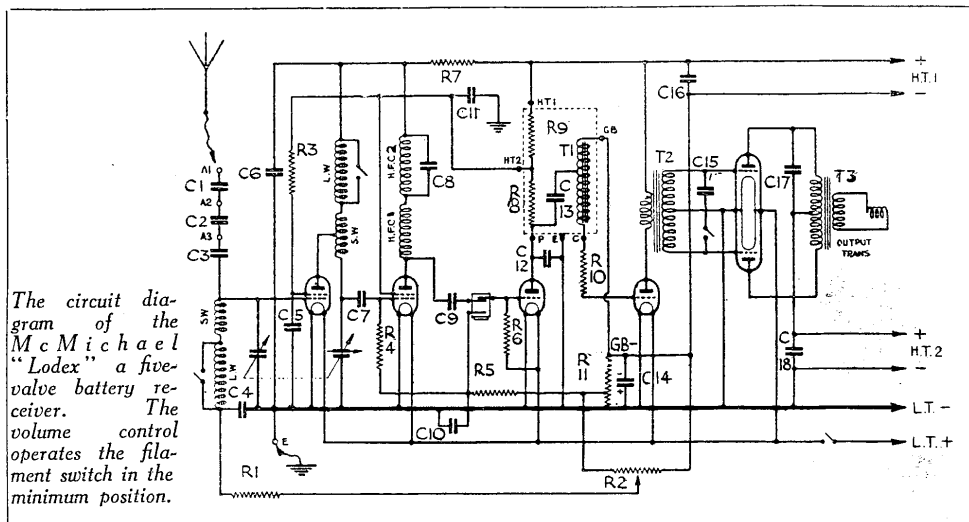 The circuit dia-
gram of the
McMichael
"Lodex" a five-
valve battery re-
ceiver. The
volume control
operates the fila-
ment switch in the
minimum position.
A1
C1
A2
C2
A3
C3
SW
L.W
C4
R1
E
C6
R3
C5
L.W
S.W
C7
R4
H.F.C2
H.F.C1
C8
R7
C11
C9
C10
R5
R6
HT1
HT2
R9
R8
T1
GB
C13
P
E
G
C12
R10
R11
GB-
C14
R2
C16
T2
C15
C17
T3
OUTPUT
TRANS
C18
+
H.T.1
-
+
H.T.2
-
L.T.-
L.T.+